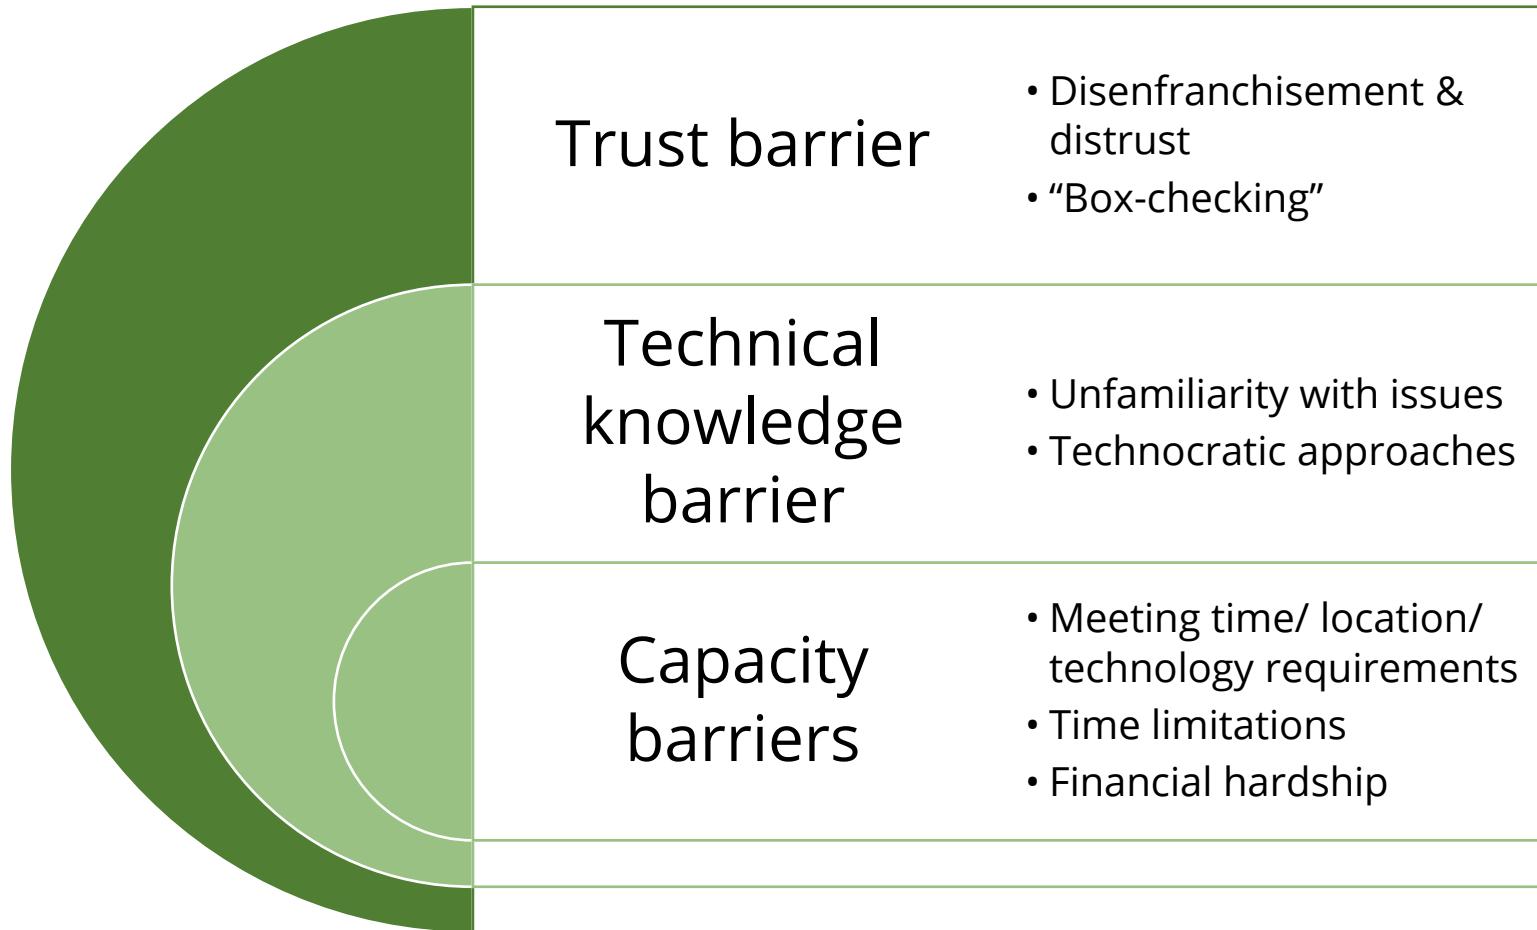 Trust barrier
• Disenfranchisement &
distrust
• “Box-checking”
Technical
knowledge
barrier
• Unfamiliarity with issues
• Technocratic approaches
Capacity
barriers
• Meeting time/ location/
technology requirements
• Time limitations
• Financial hardship